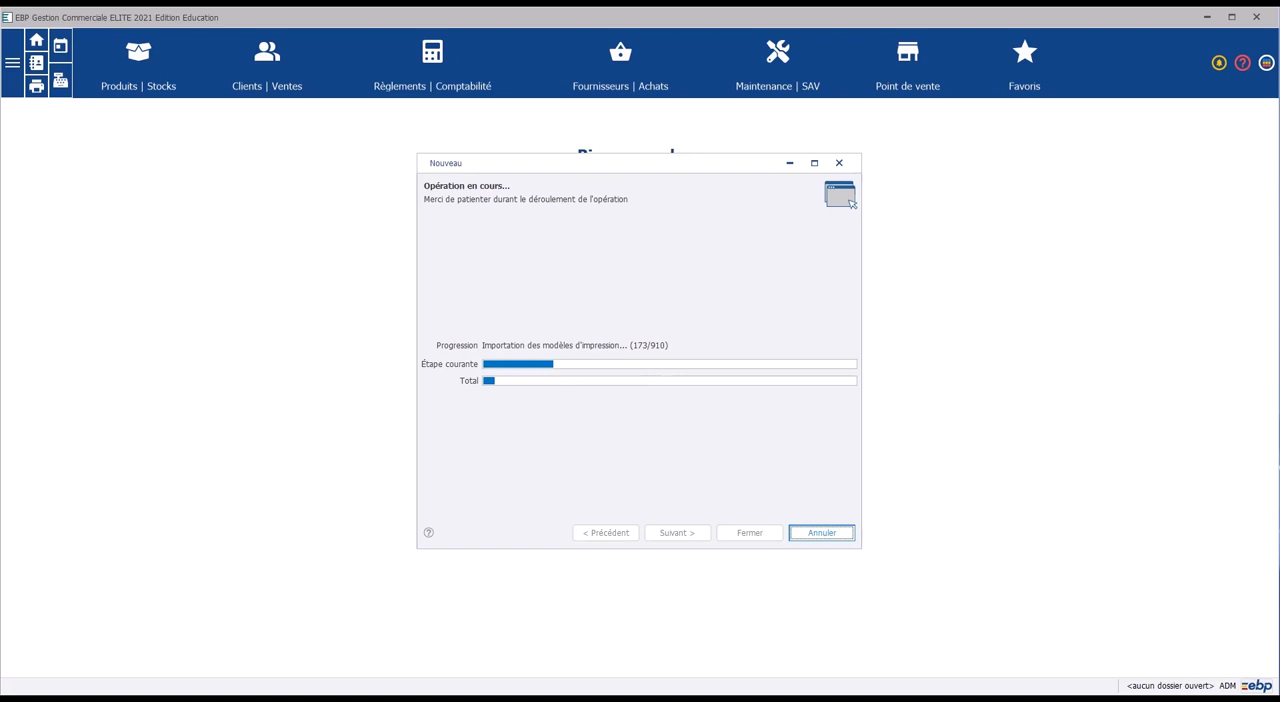 EBP Gestion Commerciale ELITE 2021 Edition Education
Produits | Stocks
Clients | Ventes
Règlements | Comptabilité
Fournisseurs | Achats
Maintenance | SAV
Point de vente
Favoris
Nouveau
Opération en cours...
Merci de patienter durant le déroulement de l'opération
Progression Importation des modèles d'impression... (173/910)
Étape courante
Total
< Précédent
Suivant >
Fermer
Annuler
<aucun dossier ouvert> ADM ebp